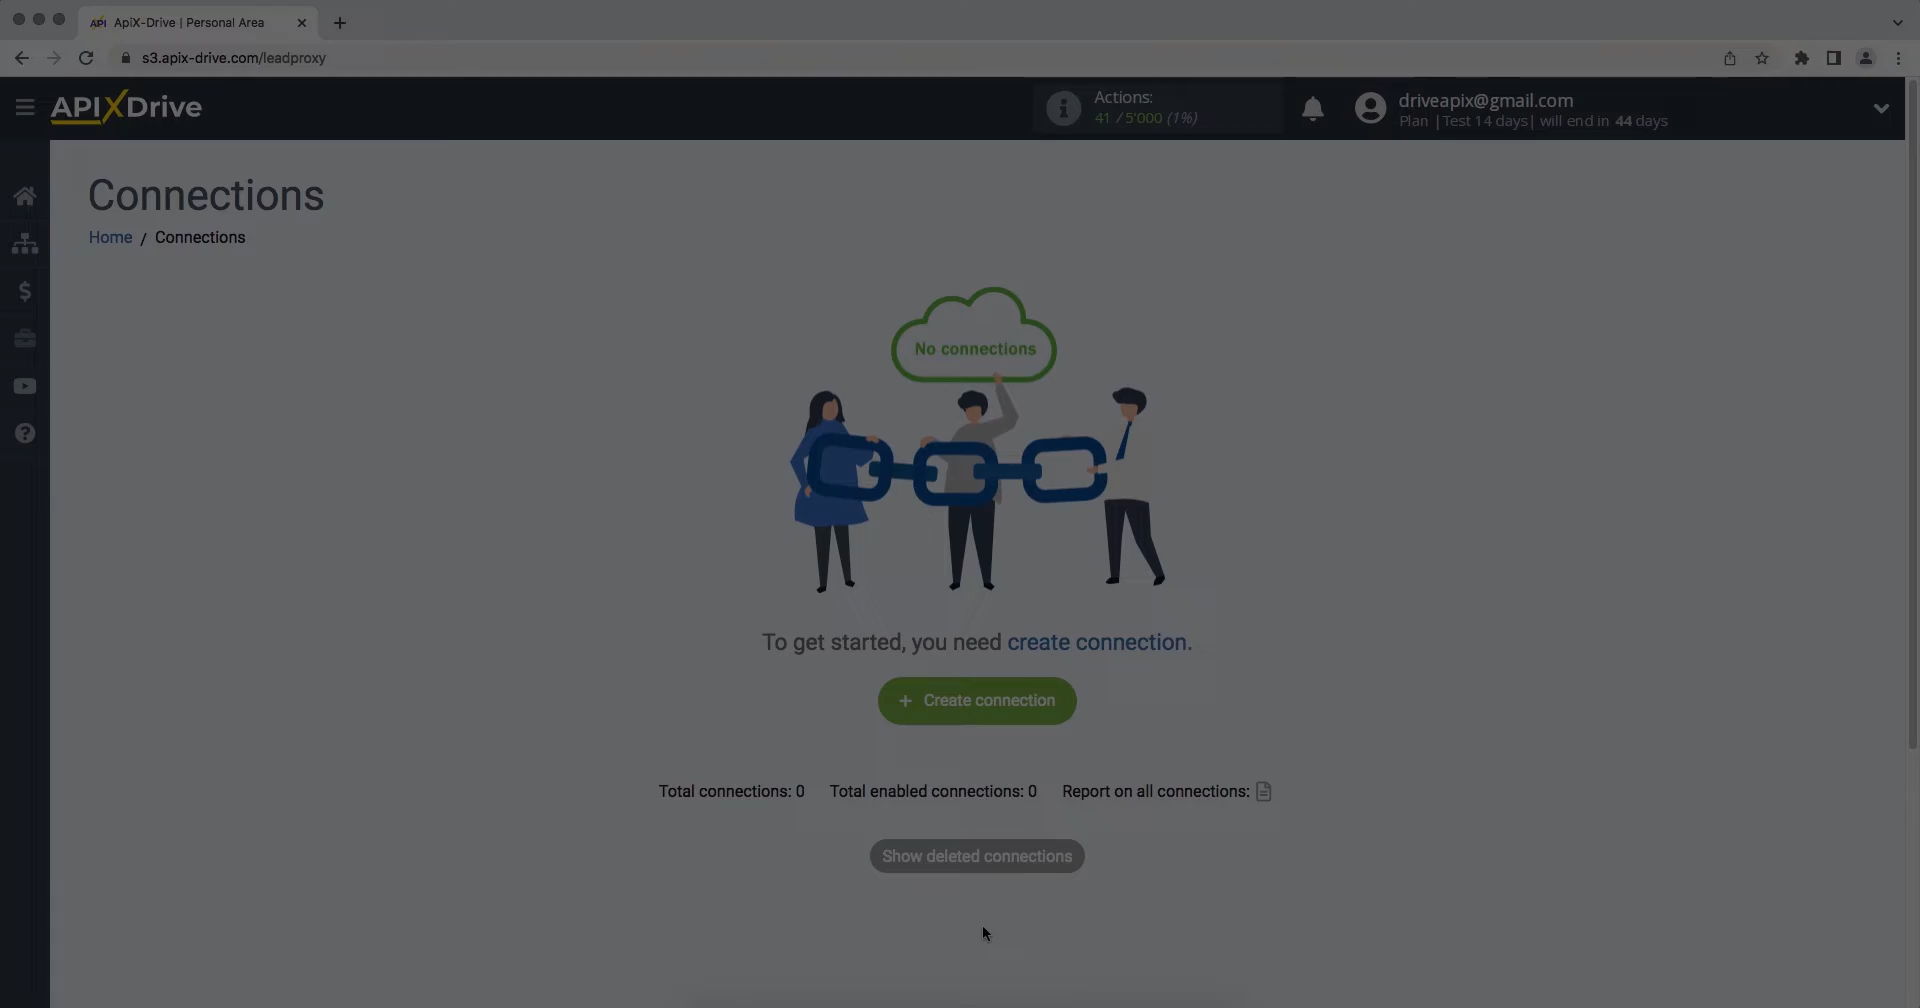 API ApiX-Drive | Personal Area
s3.apix-drive.com/leadproxy
APIXDrive
Actions:
41 / 5'000 (1%)
driveapix@gmail.com
Plan |Test 14 days| will end in 44 days
Connections
Home / Connections
No connections
To get started, you need create connection.
+ Create connection
Total connections: 0 Total enabled connections: 0 Report on all connections:
Show deleted connections